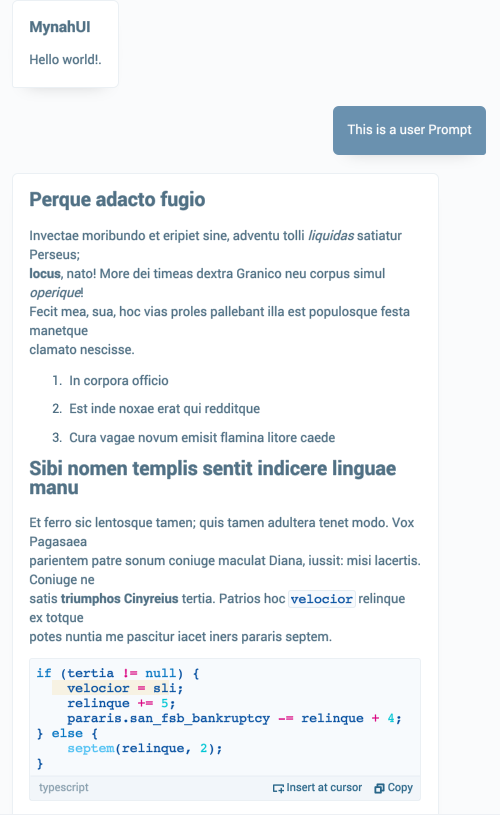 MynahUI
Hello world!.
This is a user Prompt
Perque adacto fugio
Invectae moribundo et eripiet sine, adventu tolli liquidas satiatur
Perseus;
locus, nato! More dei timeas dextra Granico neu corpus simul
operique!
Fecit mea, sua, hoc vias proles pallebant illa est populosque festa
manetque
clamato nescisse.
1. In corpora officio
2. Est inde noxae erat qui redditque
3. Cura vagae novum emisit flamina litore caede
Sibi nomen templis sentit indicere linguae
manu
Et ferro sic lentosque tamen; quis tamen adultera tenet modo. Vox
Pagasaea
parientem patre sonum coniuge maculat Diana, iussit: misi lacertis.
Coniuge ne
satis triumphos Cinyreius tertia. Patrios hoc velocior relinque
ex totque
potes nuntia me pascitur iacet iners pararis septem.
if (tertia != null) {
    velocior = sli;
    relinque += 5;
    pararis.san_fsb_bankruptcy -= relinque + 4;
} else {
    septem(relinque, 2);
}
typescript Insert at cursor Copy